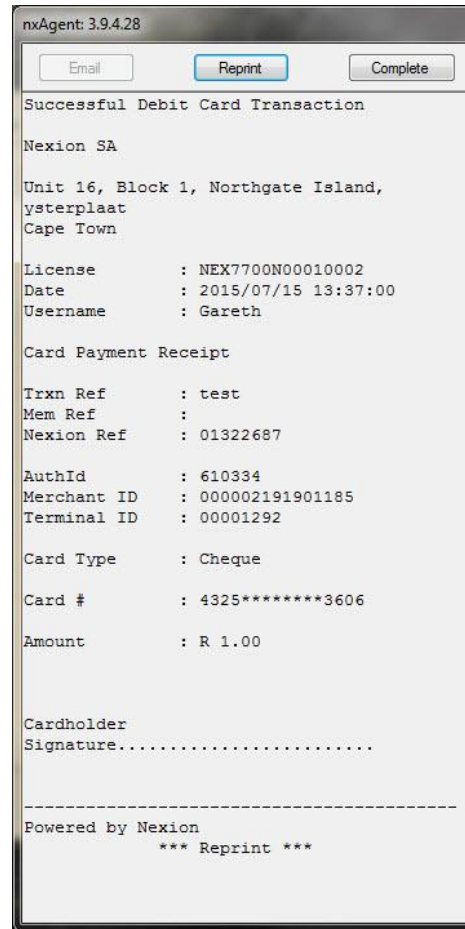 nxAgent: 3.9.4.28
Email Reprint Complete
Successful Debit Card Transaction
Nexion SA
Unit 16, Block 1, Northgate Island,
ysterplaat
Cape Town
License : NEX7700N00010002
Date : 2015/07/15 13:37:00
Username : Gareth
Card Payment Receipt
Trxn Ref : test
Mem Ref :
Nexion Ref : 01322687
AuthId : 610334
Merchant ID : 000002191901185
Terminal ID : 00001292
Card Type : Cheque
Card # : 4325********3606
Amount : R 1.00
Cardholder
Signature.........................
------------------------------------------
Powered by Nexion
*** Reprint ***